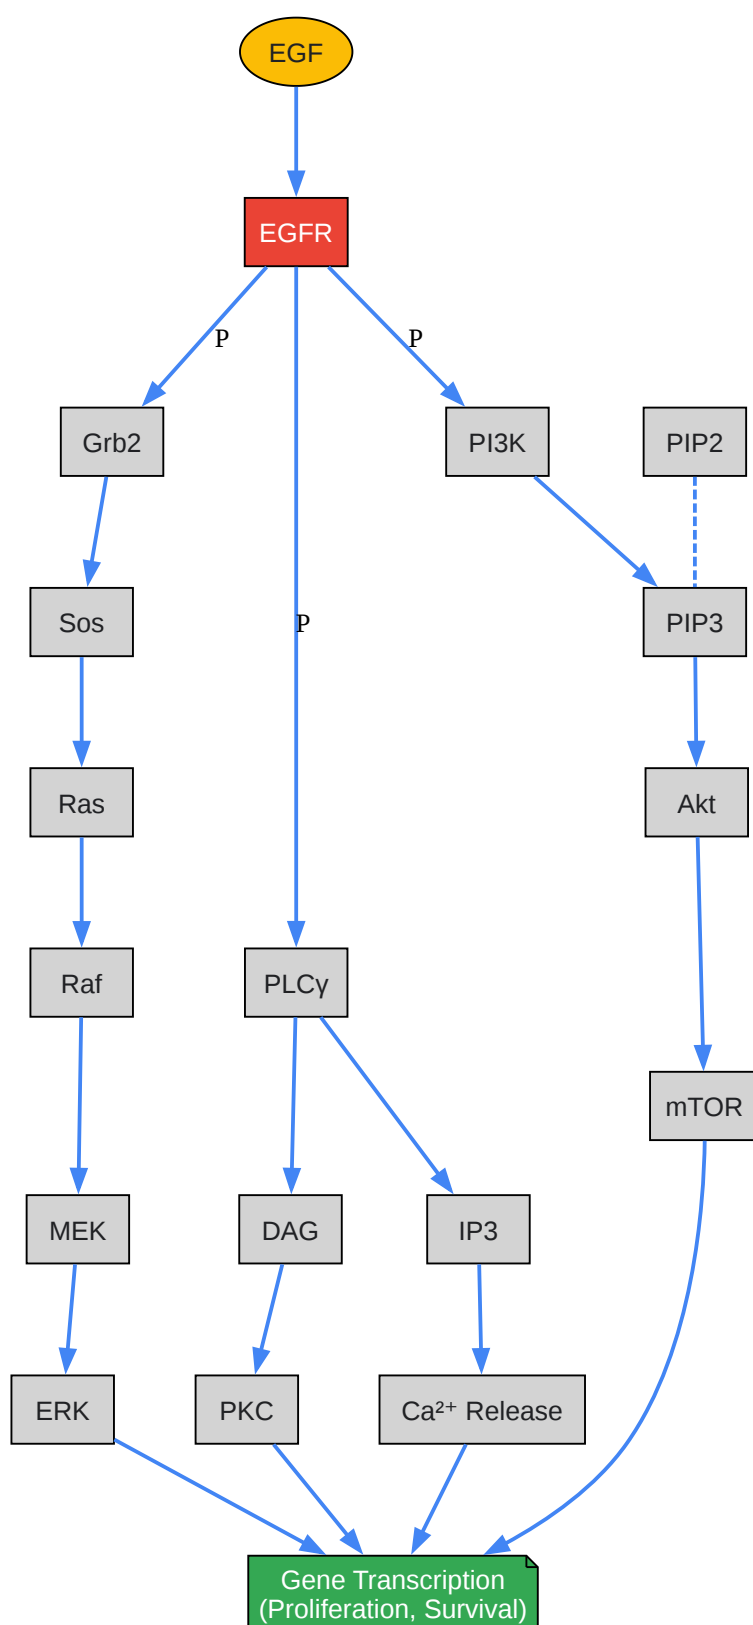 EGF
EGFR
P
P
Grb2
PI3K
PIP2
Sos
P
PIP3
Ras
Akt
Raf
PLCγ
mTOR
MEK
DAG
IP3
ERK
PKC
Ca²⁺ Release
Gene Transcription
(Proliferation, Survival)